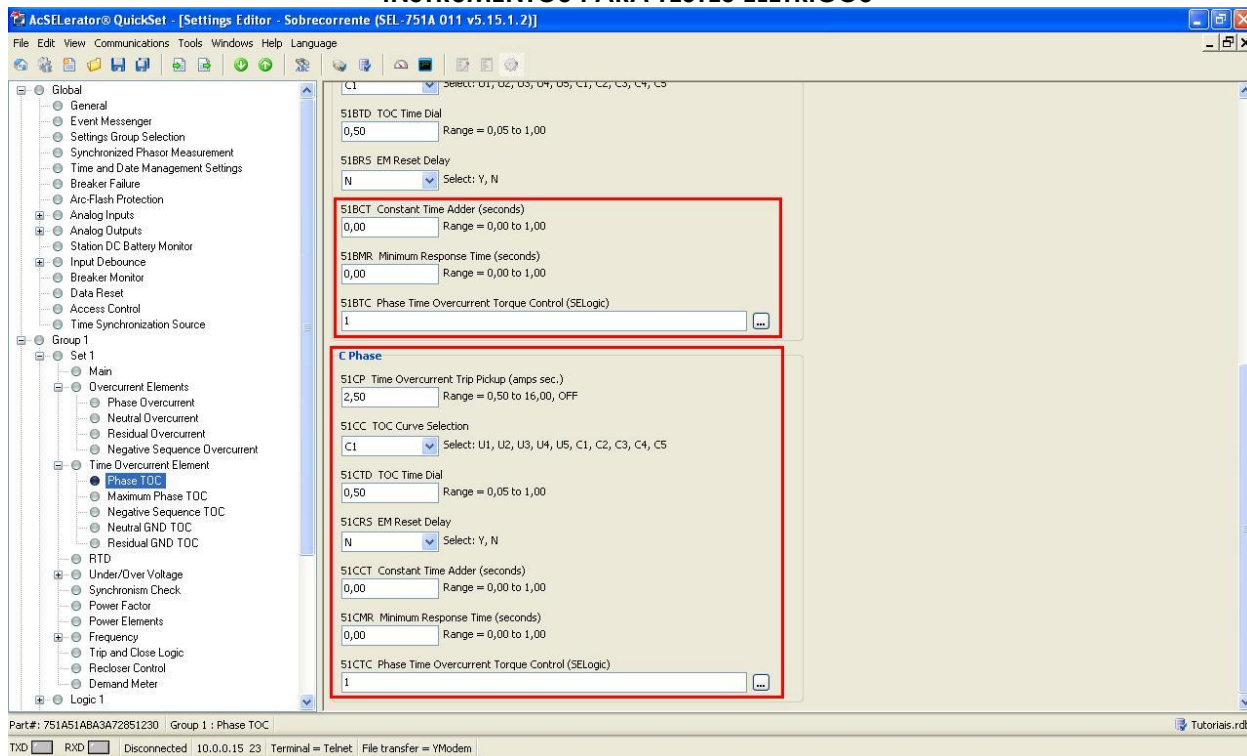 INSTRUMENTOS PARA TESTES ELÉTRICOS
AcSELerator® QuickSet - [Settings Editor - Sobrecorrente (SEL-751A 011 v5.15.1.2)]
File Edit View Communications Tools Windows Help Language
Global
General
Event Messenger
Settings Group Selection
Synchronized Phasor Measurement
Time and Date Management Settings
Breaker Failure
Arc-Flash Protection
Analog Inputs
Analog Outputs
Station DC Battery Monitor
Input Debounce
Breaker Monitor
Data Reset
Access Control
Time Synchronization Source
Group 1
Set 1
Main
Overcurrent Elements
Phase Overcurrent
Neutral Overcurrent
Residual Overcurrent
Negative Sequence Overcurrent
Time Overcurrent Element
Phase TOC
Maximum Phase TOC
Negative Sequence TOC
Neutral GND TOC
Residual GND TOC
RTD
Under/Over Voltage
Synchronism Check
Power Factor
Power Elements
Frequency
Trip and Close Logic
Recloser Control
Demand Meter
Logic 1
C1 Select: U1, U2, U3, U4, U5, C1, C2, C3, C4, C5
51BTD TOC Time Dial
0,50 Range = 0,05 to 1,00
51BRS EM Reset Delay
N Select: Y, N
51BCT Constant Time Adder (seconds)
0,00 Range = 0,00 to 1,00
51BMR Minimum Response Time (seconds)
0,00 Range = 0,00 to 1,00
51BTC Phase Time Overcurrent Torque Control (SELogic)
1 ...
C Phase
51CP Time Overcurrent Trip Pickup (amps sec.)
2,50 Range = 0,50 to 16,00, OFF
51CC TOC Curve Selection
C1 Select: U1, U2, U3, U4, U5, C1, C2, C3, C4, C5
51CTD TOC Time Dial
0,50 Range = 0,05 to 1,00
51CRS EM Reset Delay
N Select: Y, N
51CCT Constant Time Adder (seconds)
0,00 Range = 0,00 to 1,00
51CMR Minimum Response Time (seconds)
0,00 Range = 0,00 to 1,00
51CTC Phase Time Overcurrent Torque Control (SELogic)
1 ...
Part#: 751A51ABA3A72851230 Group 1 : Phase TOC Tutoriais.rdb
TXD RXD Disconnected 10.0.0.15 23 Terminal = Telnet File transfer = YModem